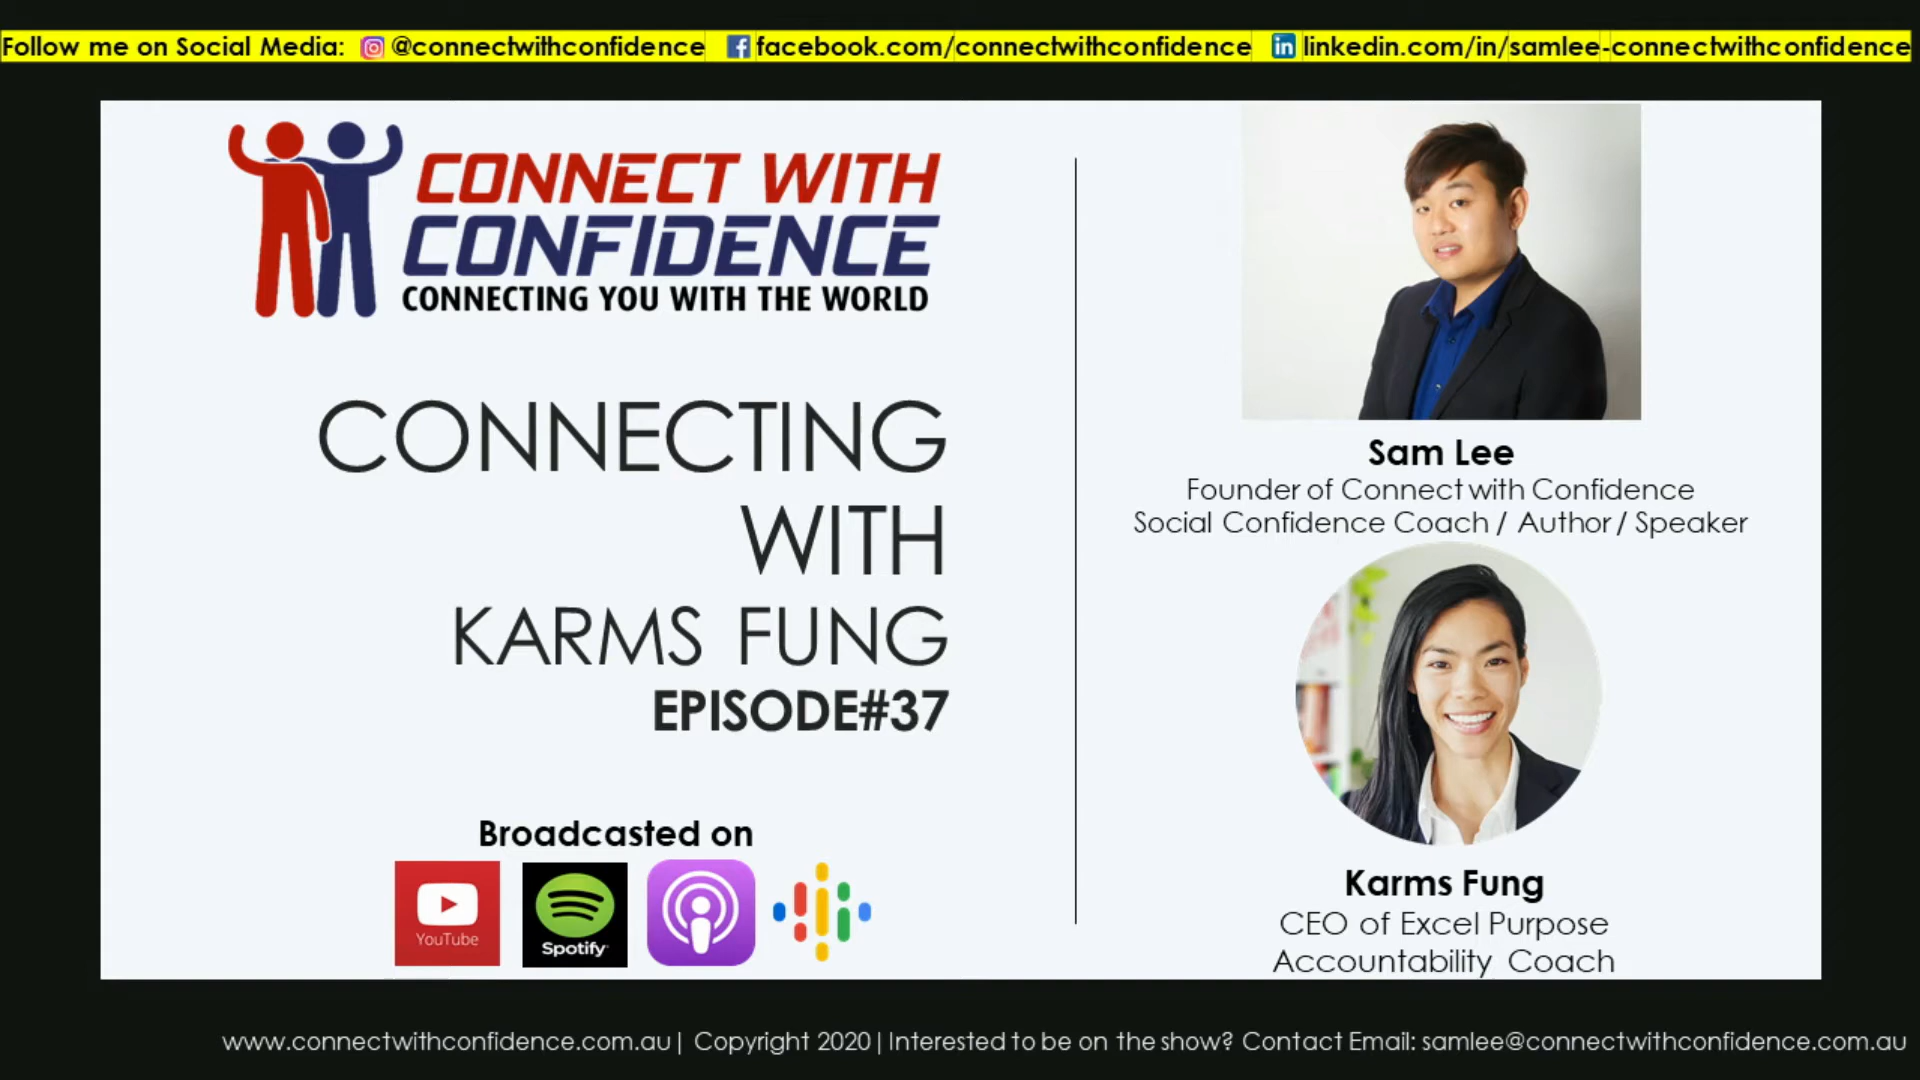 Follow me on Social Media: @connectwithconfidence facebook.com/connectwithconfidence linkedin.com/in/samlee-connectwithconfidence
CONNECT WITH
CONFIDENCE
CONNECTING YOU WITH THE WORLD
CONNECTING
WITH
KARMS FUNG
EPISODE#37
Broadcasted on
YouTube
Spotify
Sam Lee
Founder of Connect with Confidence
Social Confidence Coach / Author / Speaker
Karms Fung
CEO of Excel Purpose
Accountability Coach
www.connectwithconfidence.com.au| Copyright 2020|Interested to be on the show? Contact Email: samlee@connectwithconfidence.com.au